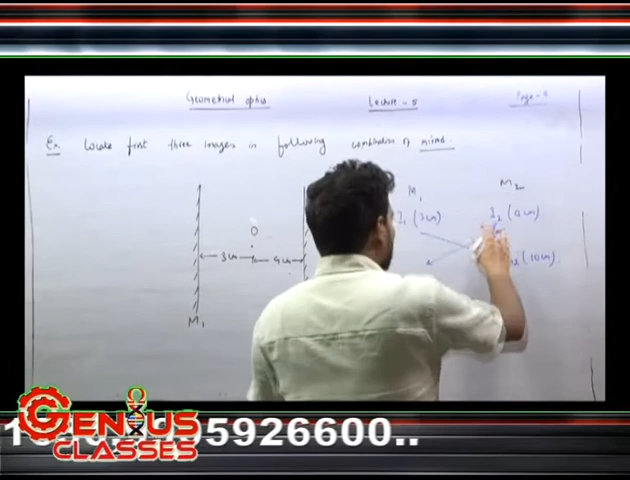 Geometrical optics Lecture - 5 Page - 4
Ex. Locate first three images in following combination of mirrors.
M1 M2
I1 (3cm) I2 (4cm)
O
3cm 4cm
(10cm).
M1
GENIUS
CLASSES
5926600..